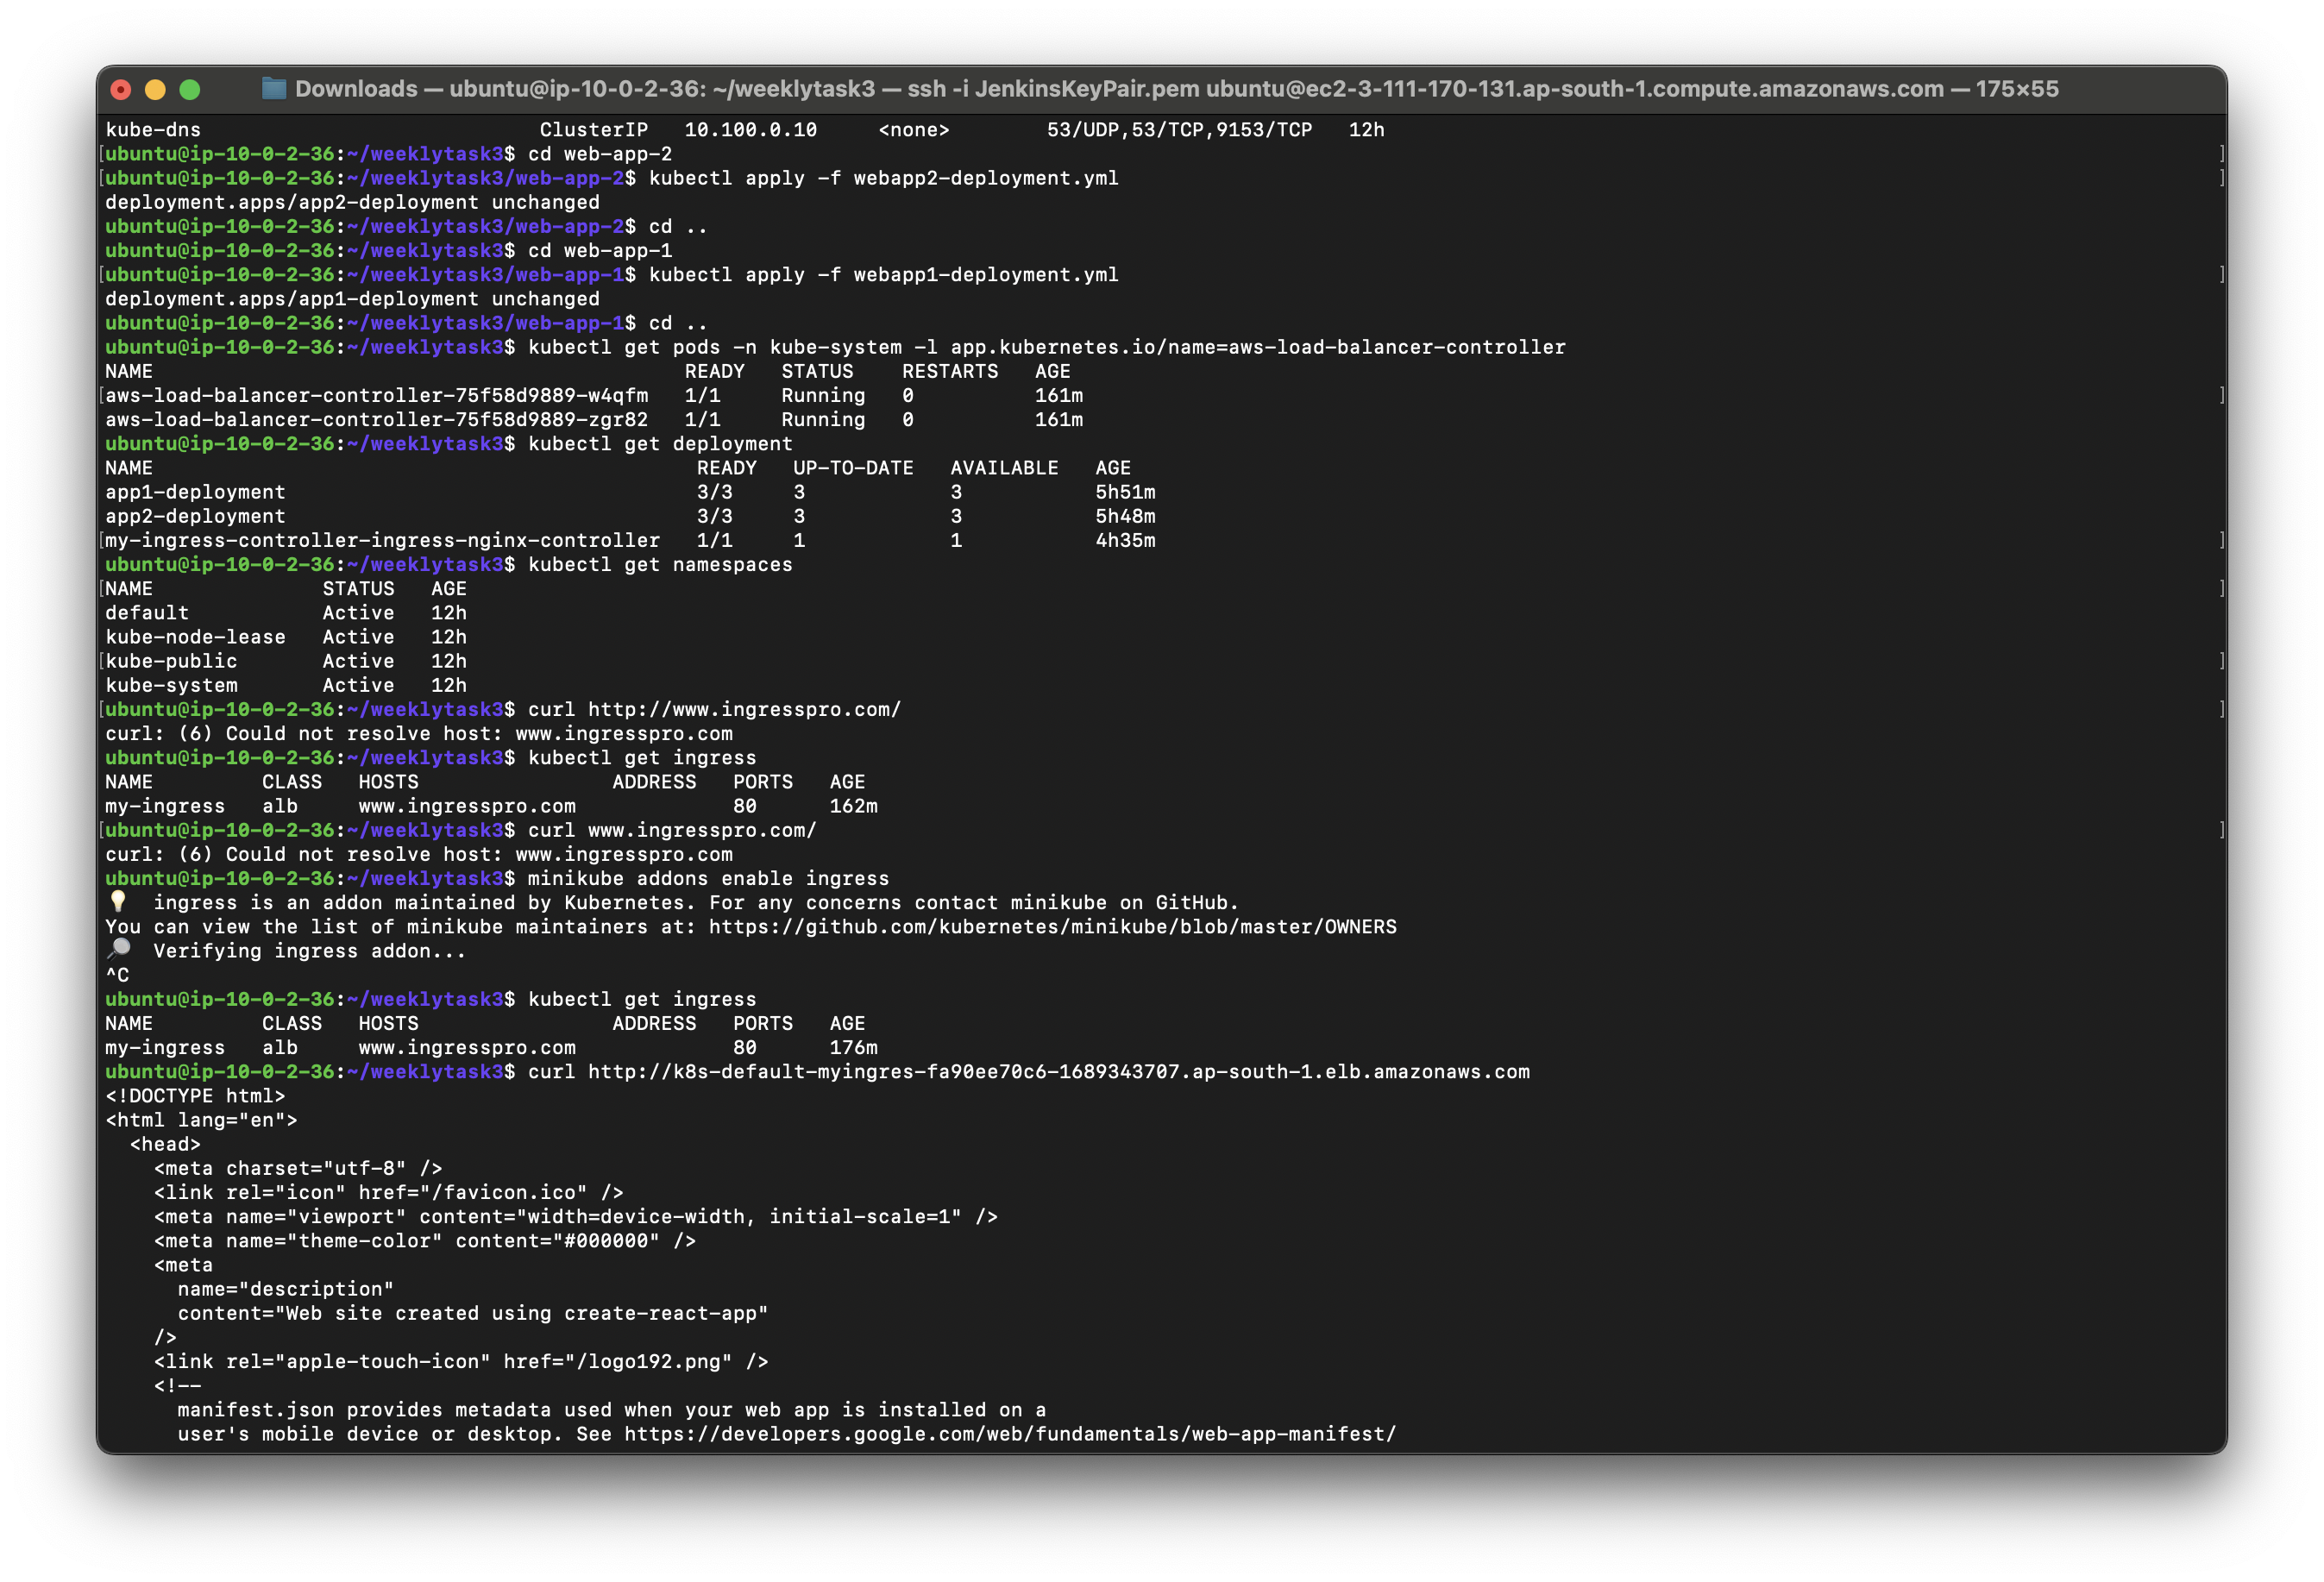 Downloads — ubuntu@ip-10-0-2-36: ~/weeklytask3 — ssh -i JenkinsKeyPair.pem ubuntu@ec2-3-111-170-131.ap-south-1.compute.amazonaws.com — 175×55
kube-dns ClusterIP 10.100.0.10 <none> 53/UDP,53/TCP,9153/TCP 12h
[ubuntu@ip-10-0-2-36:~/weeklytask3$ cd web-app-2 ]
[ubuntu@ip-10-0-2-36:~/weeklytask3/web-app-2$ kubectl apply -f webapp2-deployment.yml ]
deployment.apps/app2-deployment unchanged
ubuntu@ip-10-0-2-36:~/weeklytask3/web-app-2$ cd ..
ubuntu@ip-10-0-2-36:~/weeklytask3$ cd web-app-1
[ubuntu@ip-10-0-2-36:~/weeklytask3/web-app-1$ kubectl apply -f webapp1-deployment.yml ]
deployment.apps/app1-deployment unchanged
ubuntu@ip-10-0-2-36:~/weeklytask3/web-app-1$ cd ..
ubuntu@ip-10-0-2-36:~/weeklytask3$ kubectl get pods -n kube-system -l app.kubernetes.io/name=aws-load-balancer-controller
NAME READY STATUS RESTARTS AGE
[aws-load-balancer-controller-75f58d9889-w4qfm 1/1 Running 0 161m ]
aws-load-balancer-controller-75f58d9889-zgr82 1/1 Running 0 161m
ubuntu@ip-10-0-2-36:~/weeklytask3$ kubectl get deployment
NAME READY UP-TO-DATE AVAILABLE AGE
app1-deployment 3/3 3 3 5h51m
app2-deployment 3/3 3 3 5h48m
[my-ingress-controller-ingress-nginx-controller 1/1 1 1 4h35m ]
ubuntu@ip-10-0-2-36:~/weeklytask3$ kubectl get namespaces
[NAME STATUS AGE ]
default Active 12h
kube-node-lease Active 12h
[kube-public Active 12h ]
kube-system Active 12h
[ubuntu@ip-10-0-2-36:~/weeklytask3$ curl http://www.ingresspro.com/ ]
curl: (6) Could not resolve host: www.ingresspro.com
ubuntu@ip-10-0-2-36:~/weeklytask3$ kubectl get ingress
NAME CLASS HOSTS ADDRESS PORTS AGE
my-ingress alb www.ingresspro.com 80 162m
[ubuntu@ip-10-0-2-36:~/weeklytask3$ curl www.ingresspro.com/ ]
curl: (6) Could not resolve host: www.ingresspro.com
ubuntu@ip-10-0-2-36:~/weeklytask3$ minikube addons enable ingress
💡 ingress is an addon maintained by Kubernetes. For any concerns contact minikube on GitHub.
You can view the list of minikube maintainers at: https://github.com/kubernetes/minikube/blob/master/OWNERS
🔎 Verifying ingress addon...
^C
ubuntu@ip-10-0-2-36:~/weeklytask3$ kubectl get ingress
NAME CLASS HOSTS ADDRESS PORTS AGE
my-ingress alb www.ingresspro.com 80 176m
ubuntu@ip-10-0-2-36:~/weeklytask3$ curl http://k8s-default-myingres-fa90ee70c6-1689343707.ap-south-1.elb.amazonaws.com
<!DOCTYPE html>
<html lang="en">
<head>
<meta charset="utf-8" />
<link rel="icon" href="/favicon.ico" />
<meta name="viewport" content="width=device-width, initial-scale=1" />
<meta name="theme-color" content="#000000" />
<meta
name="description"
content="Web site created using create-react-app"
/>
<link rel="apple-touch-icon" href="/logo192.png" />
<!--
manifest.json provides metadata used when your web app is installed on a
user's mobile device or desktop. See https://developers.google.com/web/fundamentals/web-app-manifest/